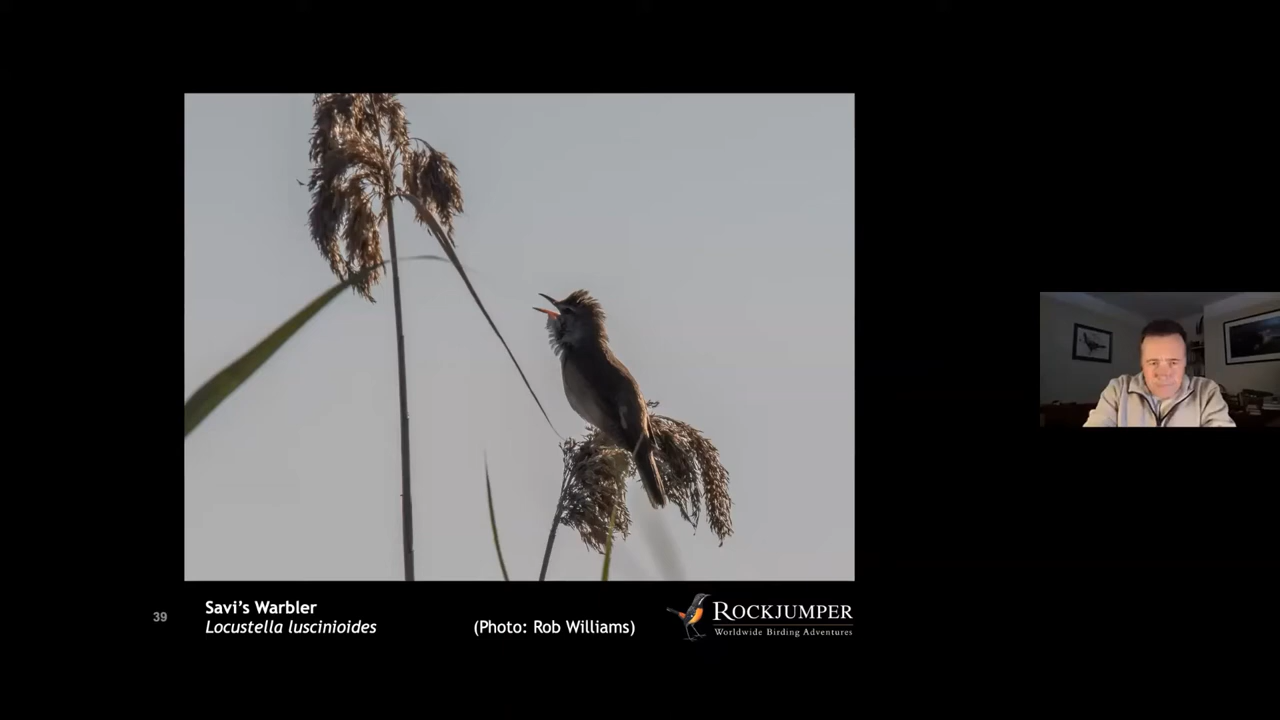 39
Savi's Warbler
Locustella luscinioides
(Photo: Rob Williams)
ROCKJUMPER
Worldwide Birding Adventures